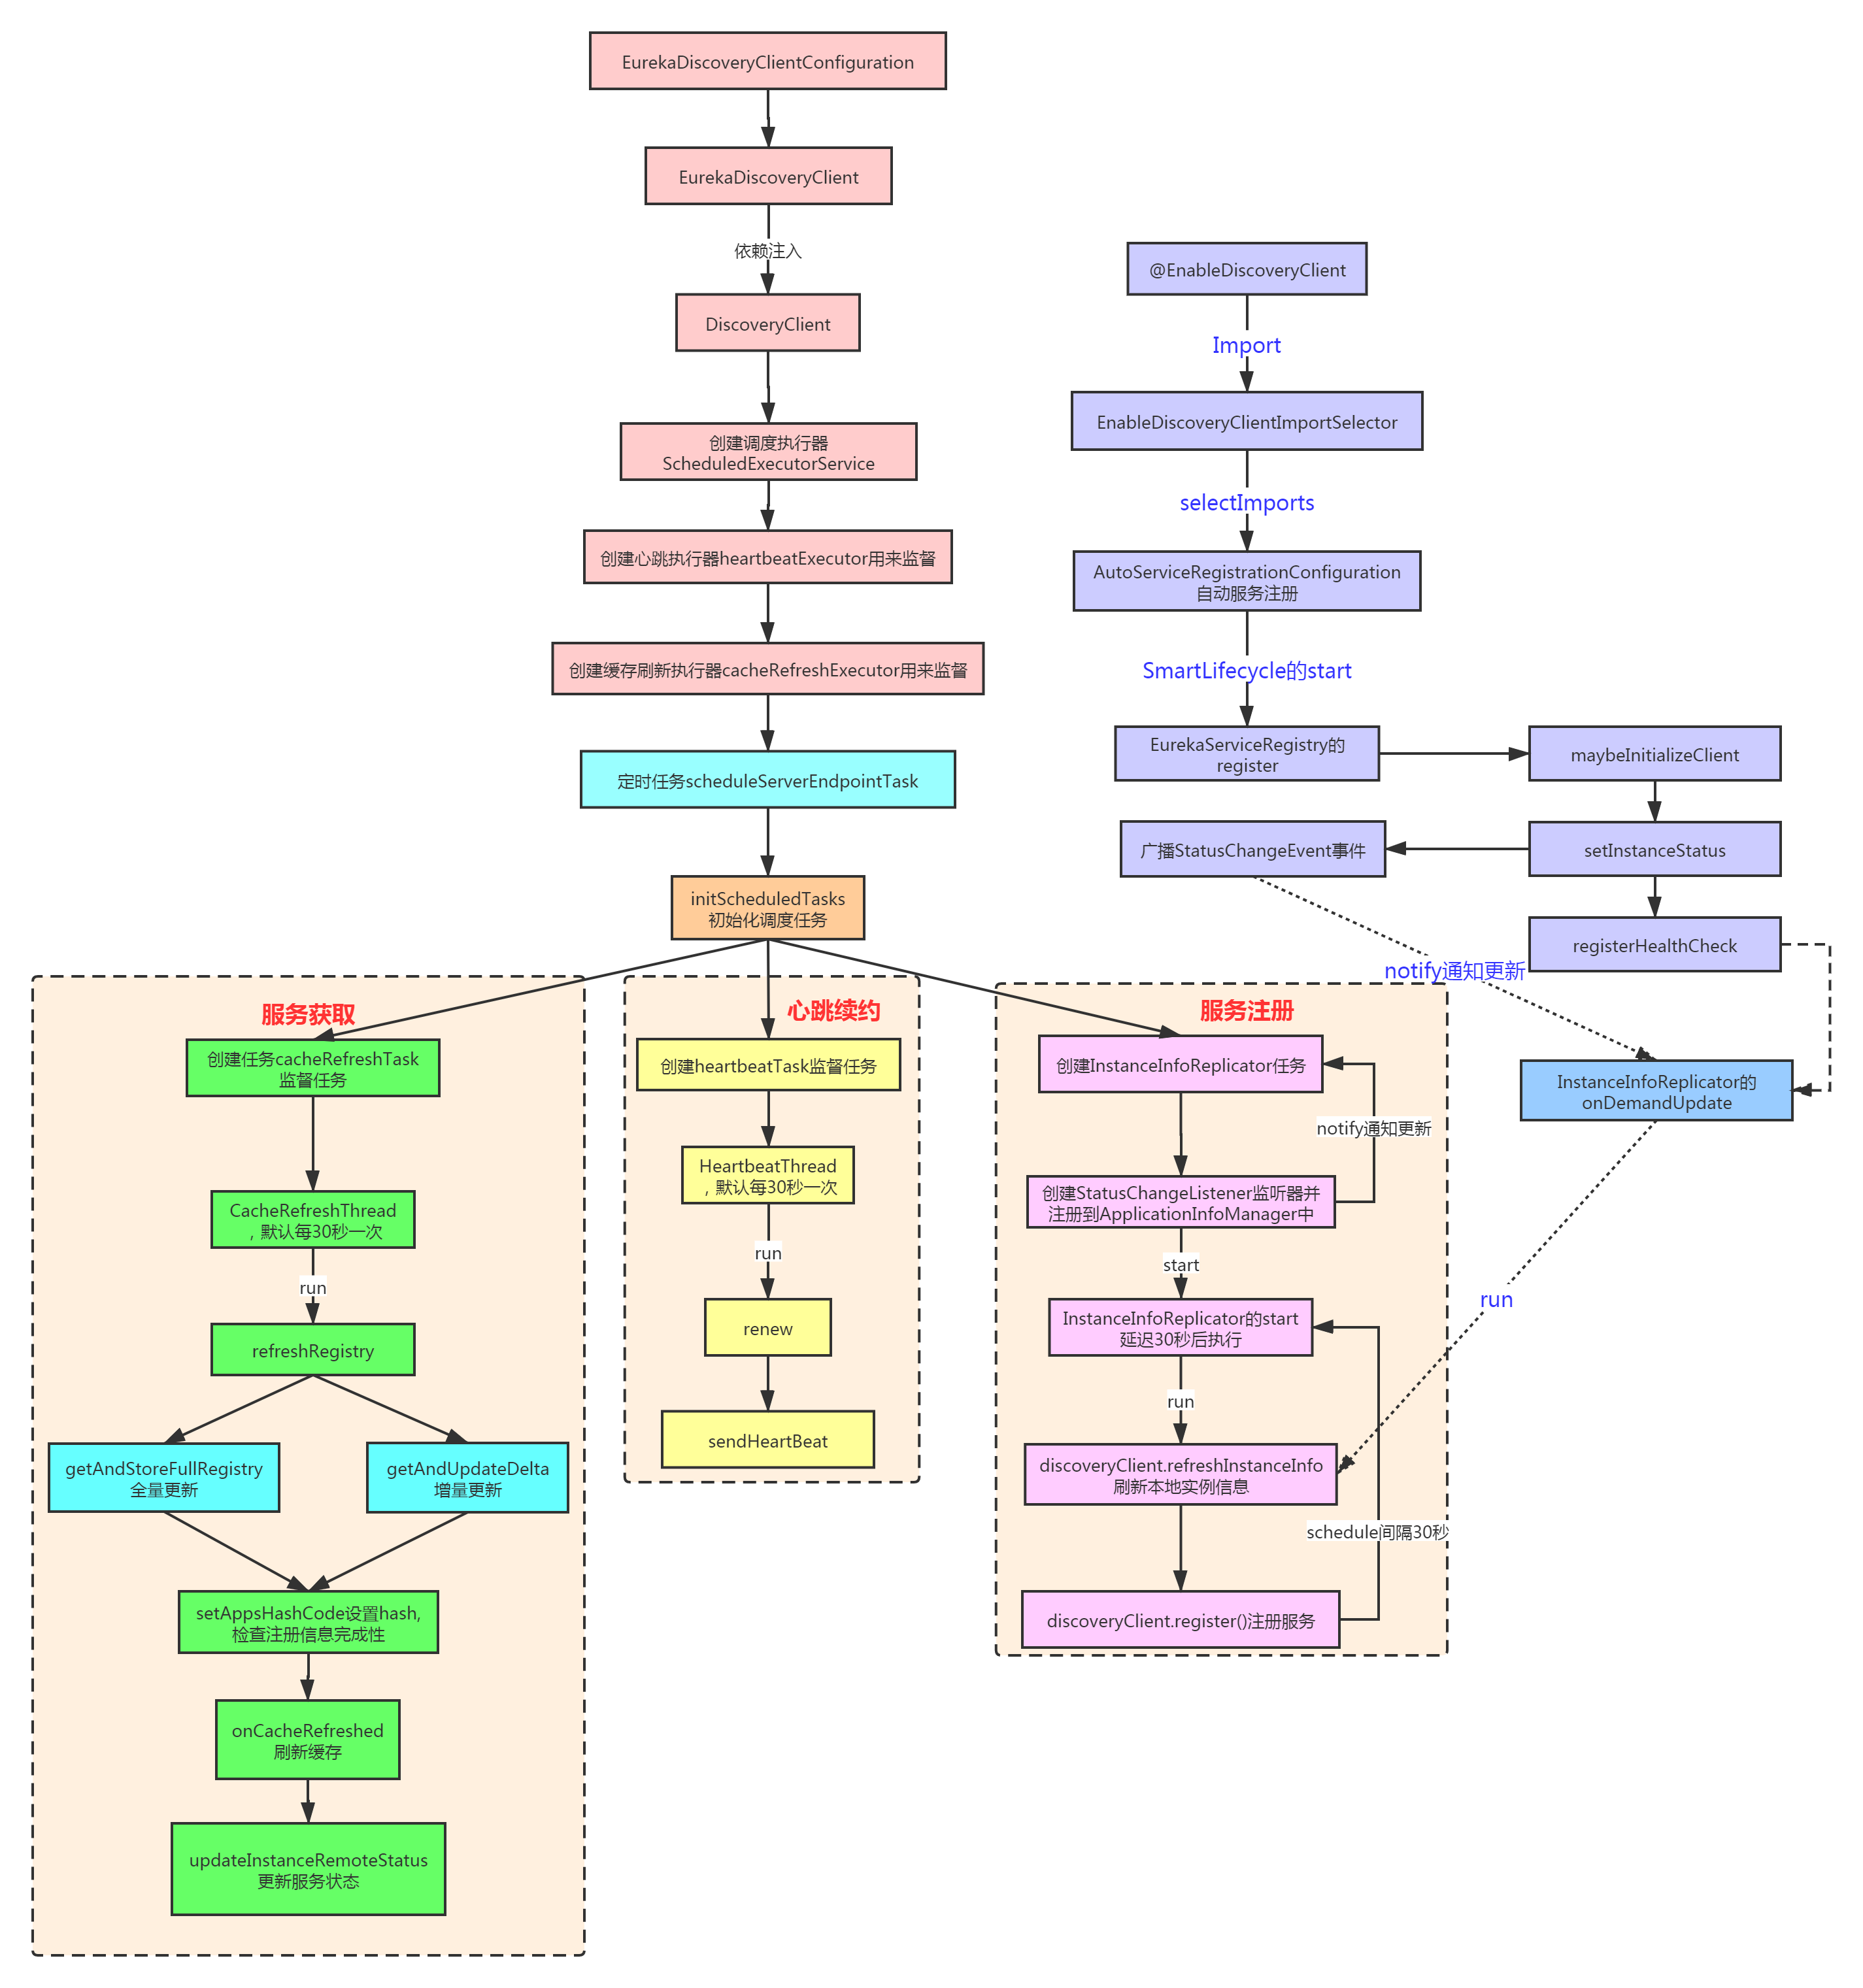 EurekaDiscoveryClientConfiguration
EurekaDiscoveryClient
依赖注入
DiscoveryClient
创建调度执行器
ScheduledExecutorService
创建心跳执行器heartbeatExecutor用来监督
创建缓存刷新执行器cacheRefreshExecutor用来监督
定时任务scheduleServerEndpointTask
initScheduledTasks
初始化调度任务
@EnableDiscoveryClient
Import
EnableDiscoveryClientImportSelector
selectImports
AutoServiceRegistrationConfiguration
自动服务注册
SmartLifecycle的start
EurekaServiceRegistry的
register
maybeInitializeClient
setInstanceStatus
广播StatusChangeEvent事件
registerHealthCheck
notify通知更新
InstanceInfoReplicator的
onDemandUpdate
run
服务获取
创建任务cacheRefreshTask
监督任务
CacheRefreshThread
，默认每30秒一次
run
refreshRegistry
getAndStoreFullRegistry
全量更新
getAndUpdateDelta
增量更新
setAppsHashCode设置hash,
检查注册信息完成性
onCacheRefreshed
刷新缓存
updateInstanceRemoteStatus
更新服务状态
心跳续约
创建heartbeatTask监督任务
HeartbeatThread
，默认每30秒一次
run
renew
sendHeartBeat
服务注册
创建InstanceInfoReplicator任务
notify通知更新
创建StatusChangeListener监听器并
注册到ApplicationInfoManager中
start
InstanceInfoReplicator的start
延迟30秒后执行
run
discoveryClient.refreshInstanceInfo
刷新本地实例信息
schedule间隔30秒
discoveryClient.register()注册服务